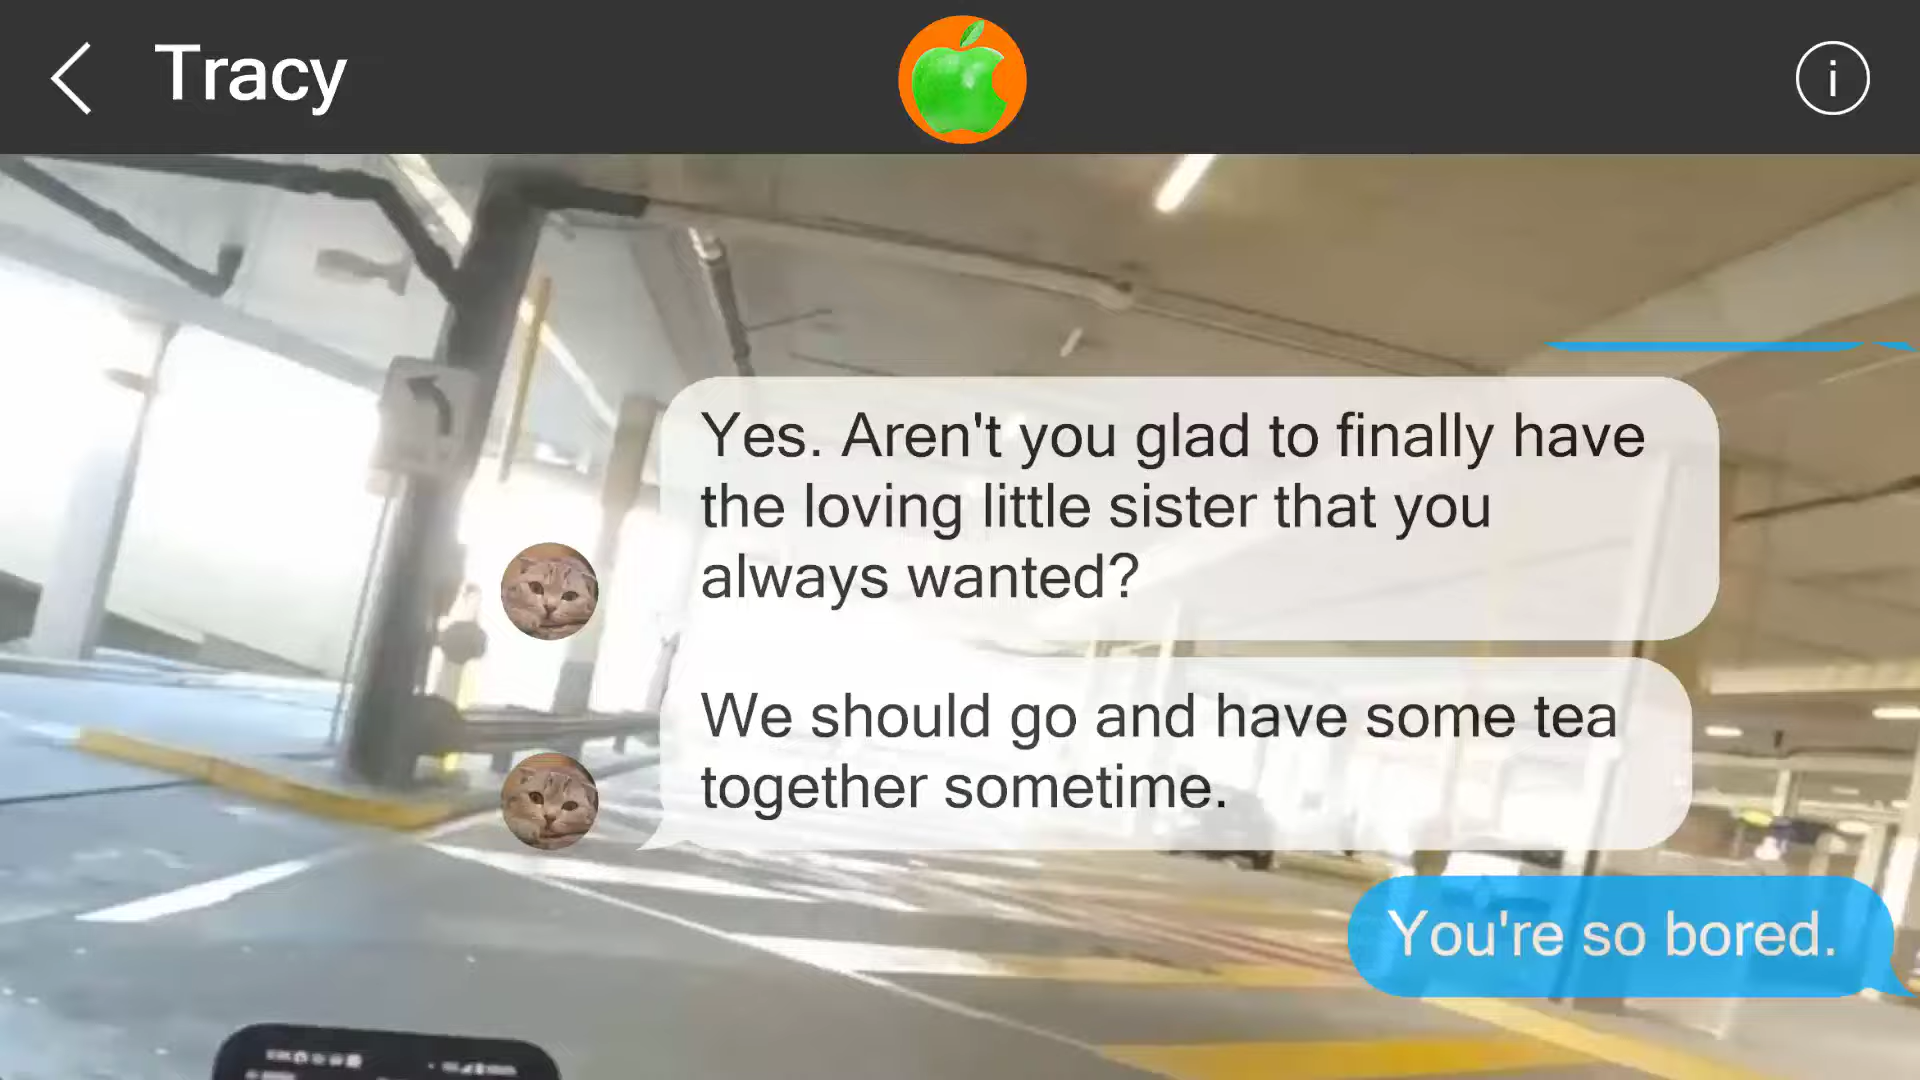 Tracy
i
Yes. Aren't you glad to finally have
the loving little sister that you
always wanted?
We should go and have some tea
together sometime.
You're so bored.